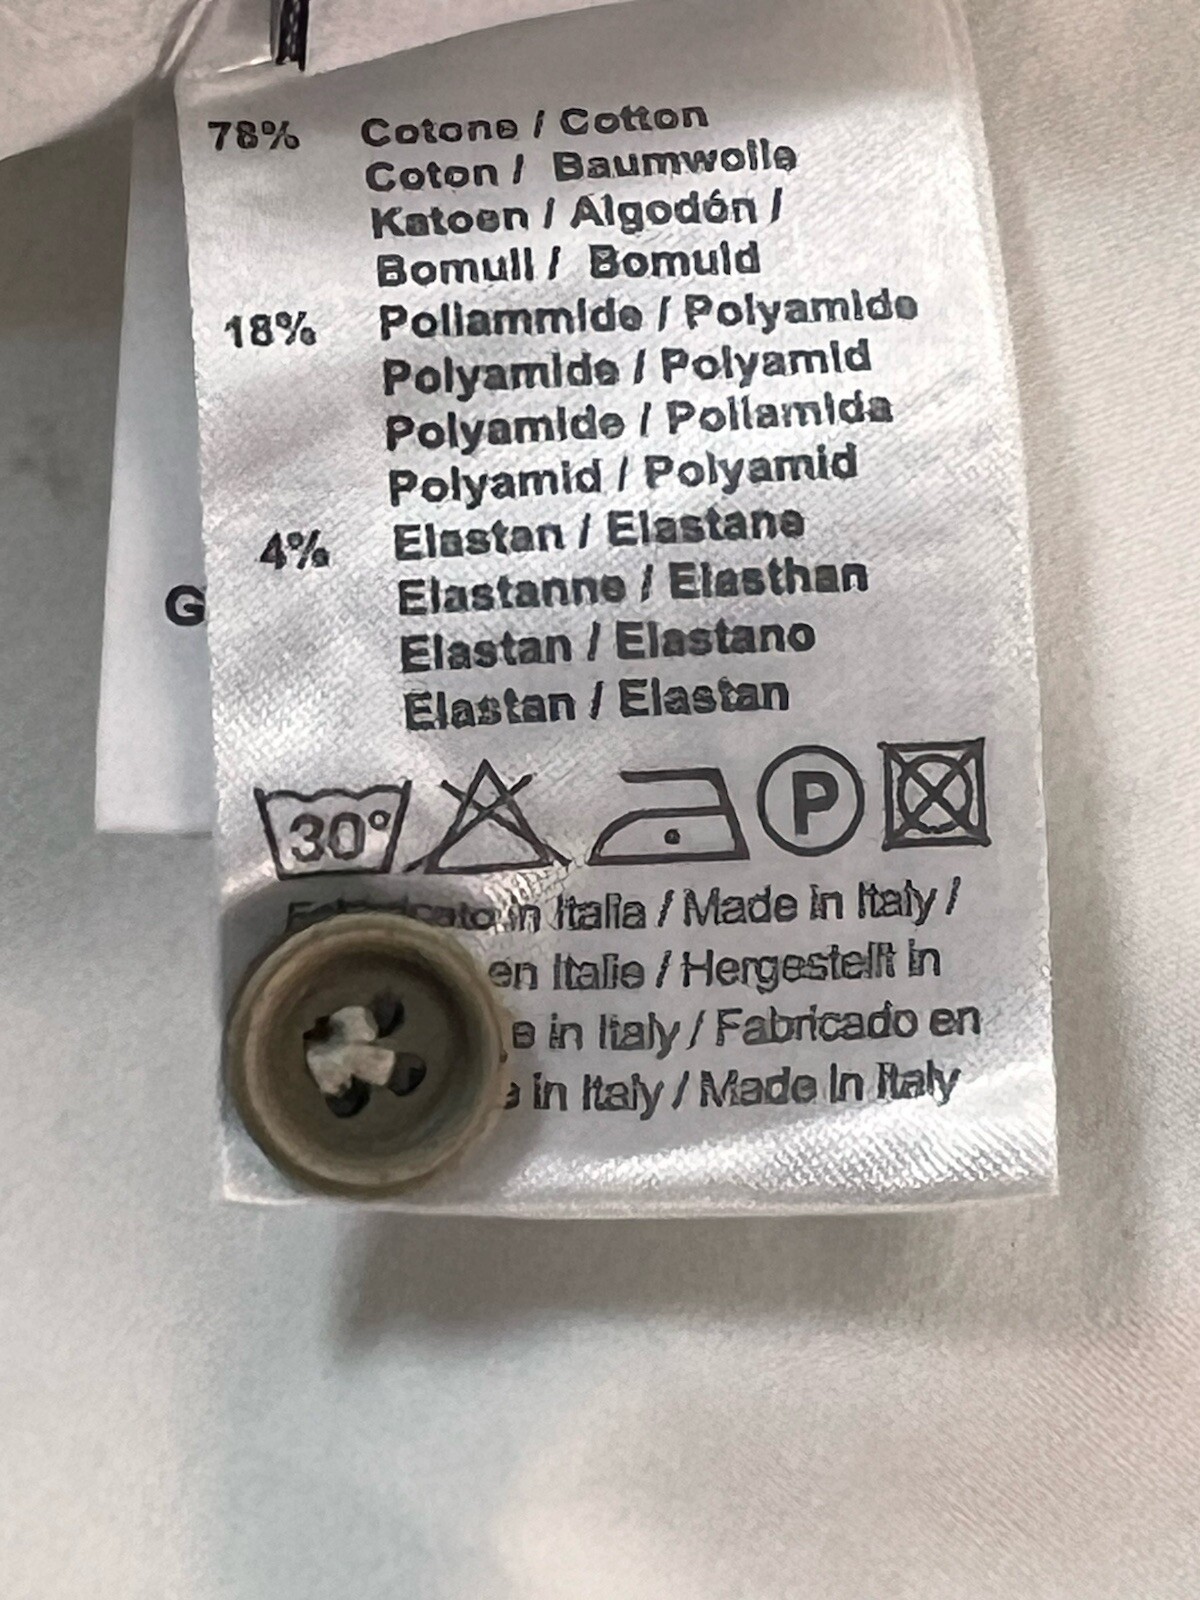 78% Cotone / Cotton
Coton / Baumwolle
Katoen / Algodón /
Bomull / Bomuld
18% Poliammide / Polyamide
Polyamide / Polyamid
Polyamide / Poliamida
Polyamid / Polyamid
4% Elastan / Elastane
Elastanne / Elasthan
G
Elastan / Elastano
Elastan / Elastan
30° P
in Italia / Made in Italy /
en Italie / Hergestellt in
in Italy / Fabricado en
in Italy / Made in Italy